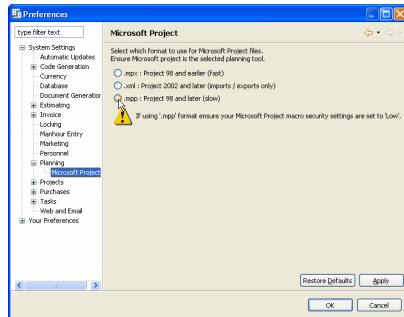 Preferences
type filter text
Microsoft Project
System Settings
Automatic Updates
Code Generation
Currency
Database
Document Generation
Estimating
Invoice
Locking
Manhour Entry
Marketing
Personnel
Planning
Microsoft Project
Projects
Purchases
Tasks
Web and Email
Your Preferences
Select which format to use for Microsoft Project files.
Ensure Microsoft project is the selected planning tool.
.mpx : Project 98 and earlier (fast)
.xml : Project 2002 and later (imports / exports only)
.mpp : Project 98 and later (slow)
If using '.mpp' format ensure your Microsoft Project macro security settings are set to 'Low'.
Restore Defaults
Apply
OK
Cancel